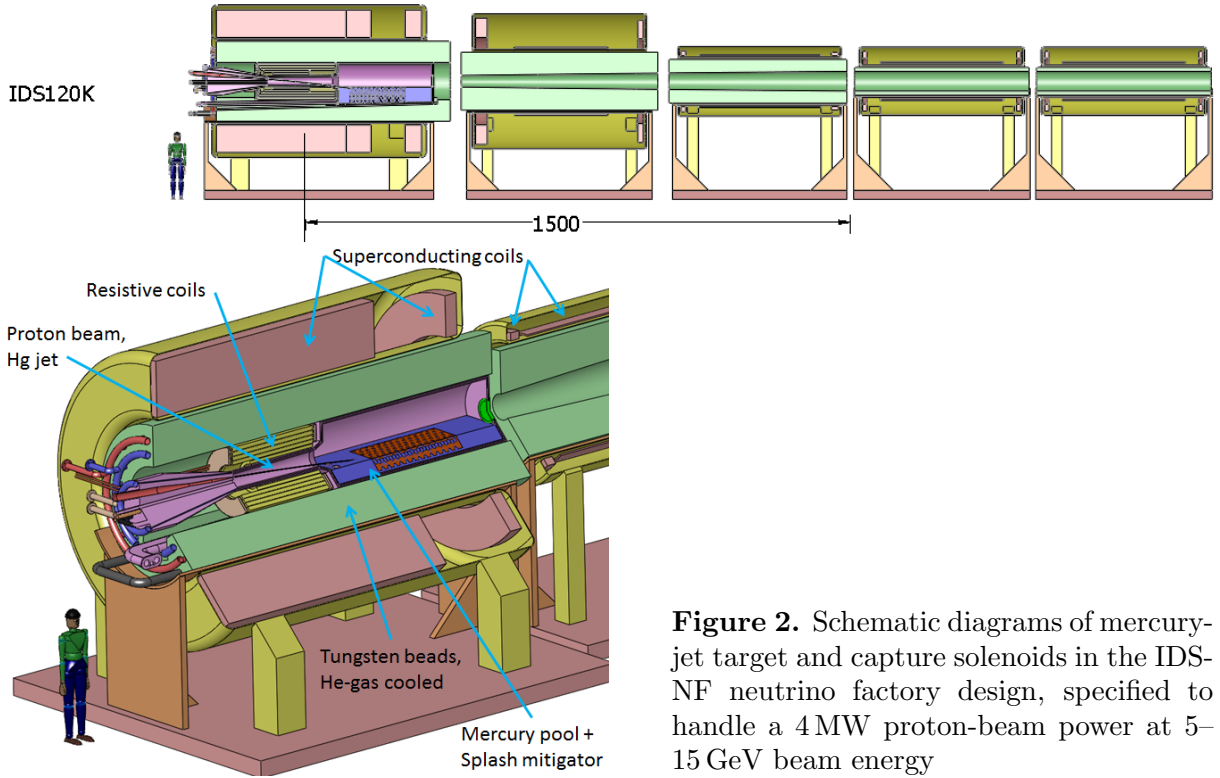 IDS120K
1500
Superconducting coils
Resistive coils
Proton beam,
Hg jet
Tungsten beads,
He-gas cooled
Mercury pool +
Splash mitigator
Figure 2. Schematic diagrams of mercury-
jet target and capture solenoids in the IDS-
NF neutrino factory design, specified to
handle a 4 MW proton-beam power at 5–
15 GeV beam energy